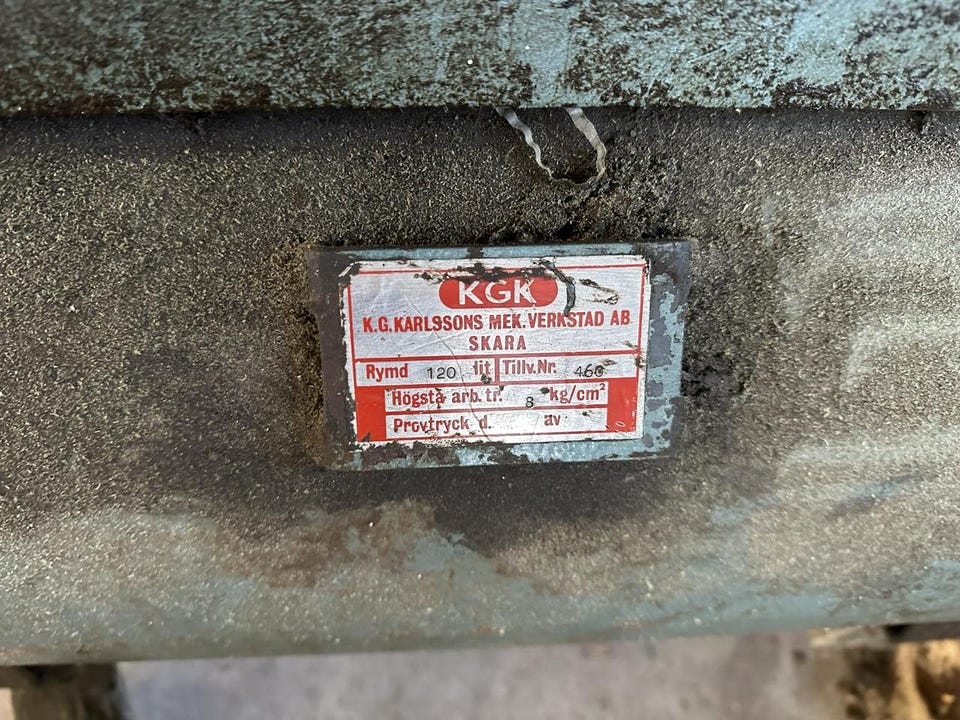 KGK
K.G.KARLSSONS MEK.VERKSTAD AB
SKARA
Rymd 120 lit Tillv.Nr.
Högsta arb. tr. 8 kg/cm²
Provtryck d. av